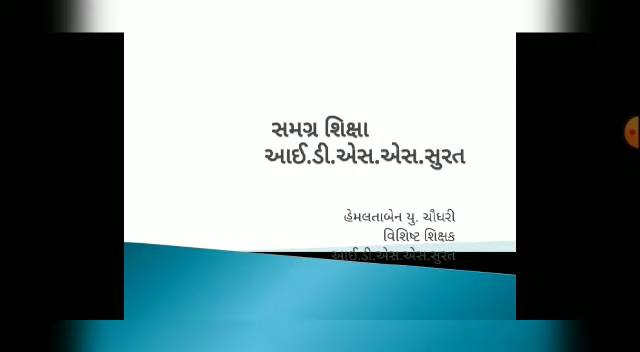 સમગ્ર શિક્ષા
આઈ.ડી.એસ.એસ.સુરત
હેમલતાબેન યુ. ચૌધરી
વિશિષ્ટ શિક્ષક
આઈ.ડી.એસ.એસ.સુરત